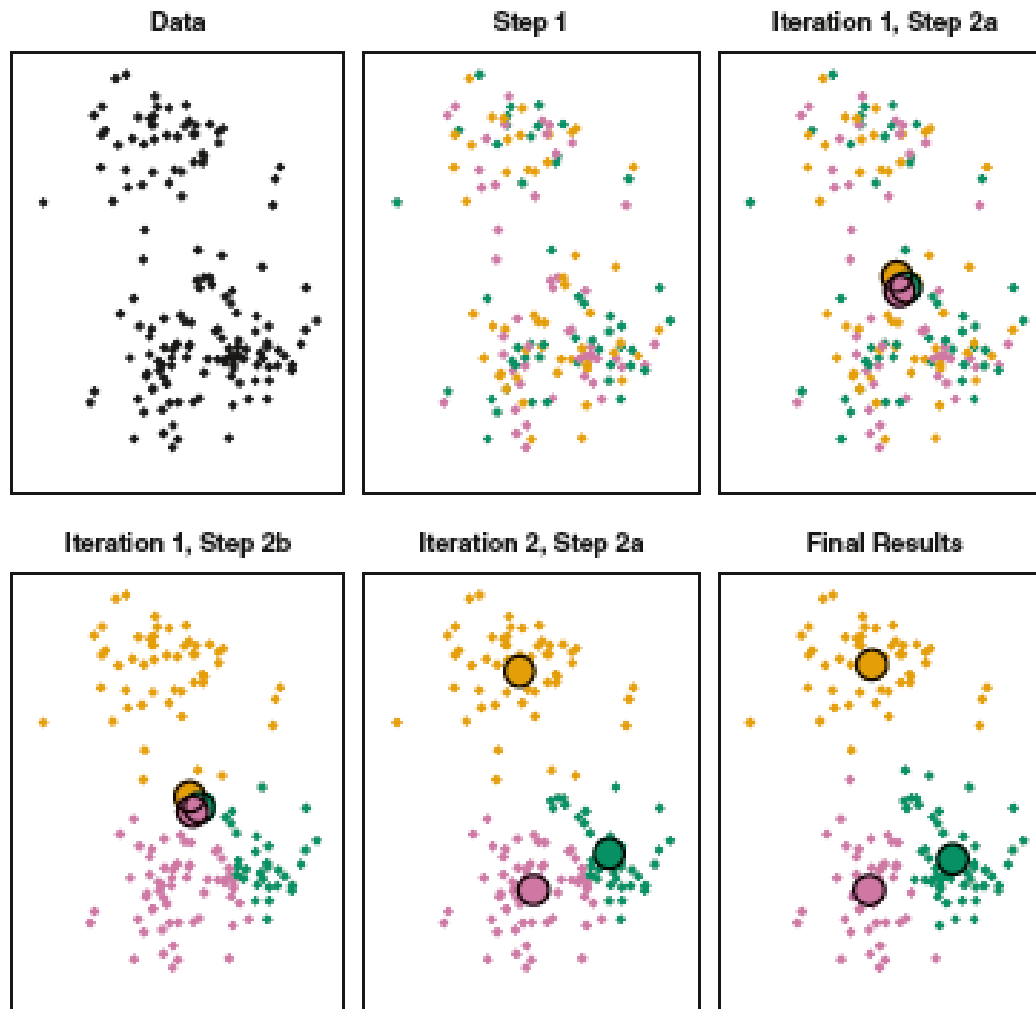 Data
Step 1
Iteration 1, Step 2a
Iteration 1, Step 2b
Iteration 2, Step 2a
Final Results